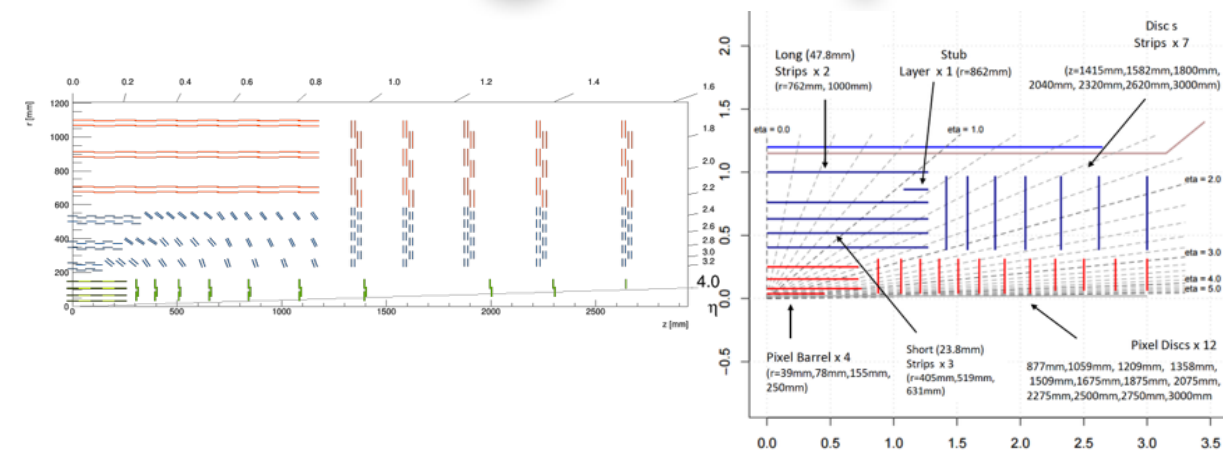 0.0
0.2
0.4
0.6
0.8
1.0
1.2
1.4
1.6
1.8
2.0
2.2
2.4
2.6
2.8
3.0
3.2
4.0
η
r [mm]
1200
1000
800
600
400
200
0
0
500
1000
1500
2000
2500
z [mm]
Disc s
Strips x 7
(z=1415mm,1582mm,1800mm,
2040mm, 2320mm,2620mm,3000mm)
Long (47.8mm)
Strips x 2
(r=762mm, 1000mm)
Stub
Layer x 1 (r=862mm)
eta = 0.0
eta = 1.0
eta = 2.0
eta = 3.0
eta = 4.0
eta = 5.0
2.0
1.5
1.0
0.5
0.0
−0.5
Pixel Barrel x 4
(r=39mm,78mm,155mm,
250mm)
Short (23.8mm)
Strips x 3
(r=405mm,519mm,
631mm)
Pixel Discs x 12
877mm,1059mm, 1209mm, 1358mm,
1509mm,1675mm,1875mm, 2075mm,
2275mm,2500mm,2750mm,3000mm
0.0
0.5
1.0
1.5
2.0
2.5
3.0
3.5